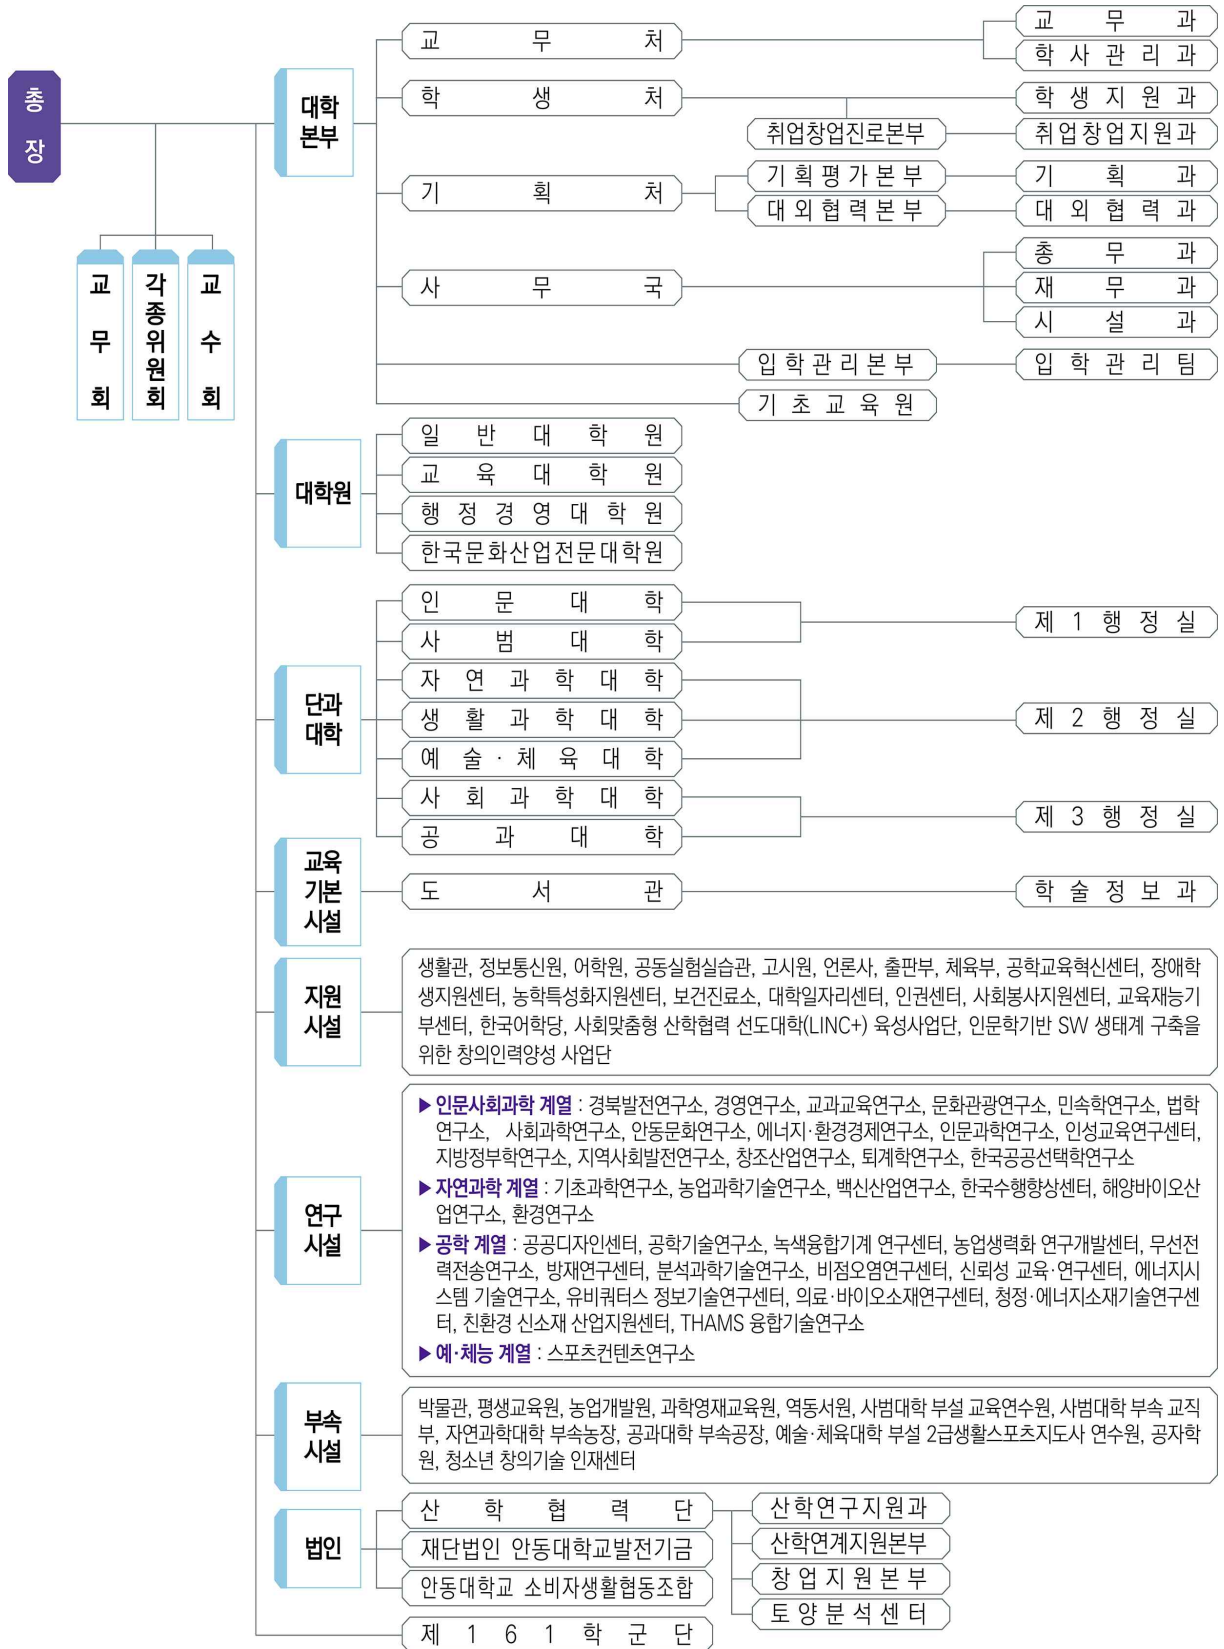 총장
교무회
각종위원회
교수회
대학
본부
교무처
교무과
학사관리과
학생처
학생지원과
취업창업진로본부
취업창업지원과
기획처
기획평가본부
기획과
대외협력본부
대외협력과
사무국
총무과
재무과
시설과
입학관리본부
입학관리팀
기초교육원
대학원
일반대학원
교육대학원
행정경영대학원
한국문화산업전문대학원
단과
대학
인문대학
사범대학
제1행정실
자연과학대학
생활과학대학
예술·체육대학
제2행정실
사회과학대학
공과대학
제3행정실
교육
기본
시설
도서관
학술정보과
지원
시설
생활관, 정보통신원, 어학원, 공동실험실습관, 고시원, 언론사, 출판부, 체육부, 공학교육혁신센터, 장애학
생지원센터, 농학특성화지원센터, 보건진료소, 대학일자리센터, 인권센터, 사회봉사지원센터, 교육재능기
부센터, 한국어학당, 사회맞춤형 산학협력 선도대학(LINC+) 육성사업단, 인문학기반 SW 생태계 구축을
위한 창의인력양성 사업단
연구
시설
▶인문사회과학 계열 : 경북발전연구소, 경영연구소, 교과교육연구소, 문화관광연구소, 민속학연구소, 법학
연구소, 사회과학연구소, 안동문화연구소, 에너지·환경경제연구소, 인문과학연구소, 인성교육연구센터,
지방정부학연구소, 지역사회발전연구소, 창조산업연구소, 퇴계학연구소, 한국공공선택학연구소
▶자연과학 계열 : 기초과학연구소, 농업과학기술연구소, 백신산업연구소, 한국수행향상센터, 해양바이오산
업연구소, 환경연구소
▶공학 계열 : 공공디자인센터, 공학기술연구소, 녹색융합기계 연구센터, 농업생력화 연구개발센터, 무선전
력전송연구소, 방재연구센터, 분석과학기술연구소, 비점오염연구센터, 신뢰성 교육·연구센터, 에너지시
스템 기술연구소, 유비쿼터스 정보기술연구센터, 의료·바이오소재연구센터, 청정·에너지소재기술연구센
터, 친환경 신소재 산업지원센터, THAMS 융합기술연구소
▶예·체능 계열 : 스포츠컨텐츠연구소
부속
시설
박물관, 평생교육원, 농업개발원, 과학영재교육원, 역동서원, 사범대학 부설 교육연수원, 사범대학 부속 교직
부, 자연과학대학 부속농장, 공과대학 부속공장, 예술·체육대학 부설 2급생활스포츠지도사 연수원, 공자학
원, 청소년 창의기술 인재센터
법인
산학협력단
재단법인 안동대학교발전기금
안동대학교 소비자생활협동조합
산학연구지원과
산학연계지원본부
창업지원본부
토양분석센터
제161학군단